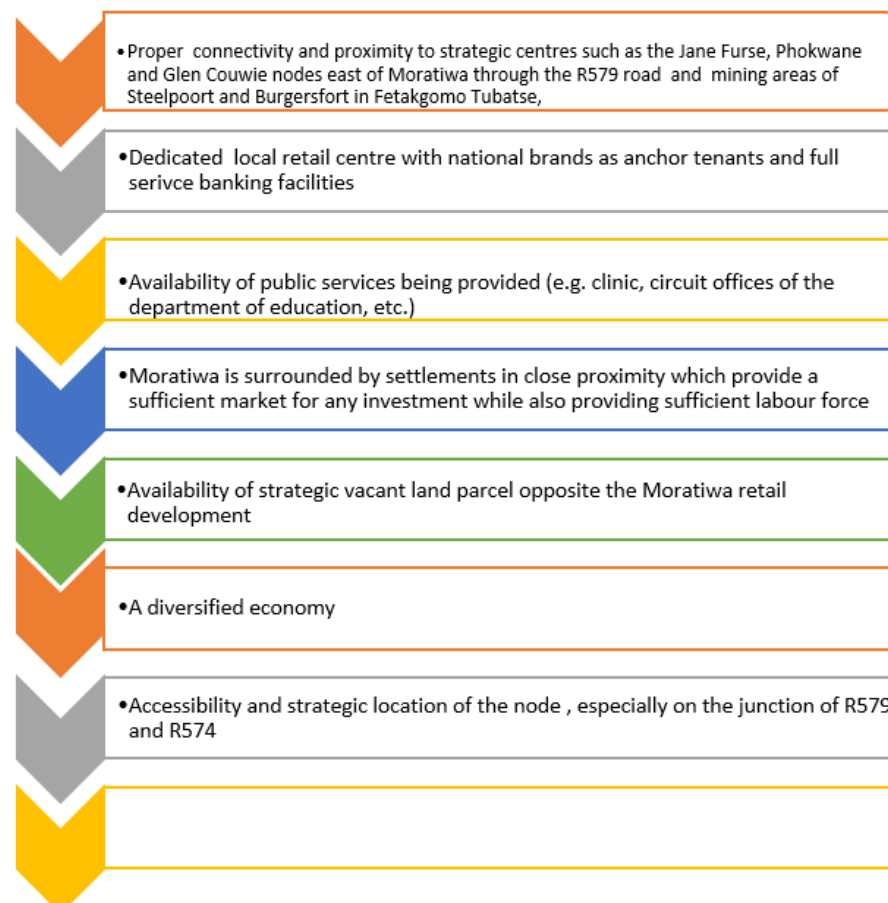 •Proper connectivity and proximity to strategic centres such as the Jane Furse, Phokwane
and Glen Couwie nodes east of Moratiwa through the R579 road and mining areas of
Steelpoort and Burgersfort in Fetakgomo Tubatse,
•Dedicated local retail centre with national brands as anchor tenants and full
serivce banking facilities
•Availability of public services being provided (e.g. clinic, circuit offices of the
department of education, etc.)
•Moratiwa is surrounded by settlements in close proximity which provide a
sufficient market for any investment while also providing sufficient labour force
•Availability of strategic vacant land parcel opposite the Moratiwa retail
development
•A diversified economy
•Accessibility and strategic location of the node , especially on the junction of R579
and R574